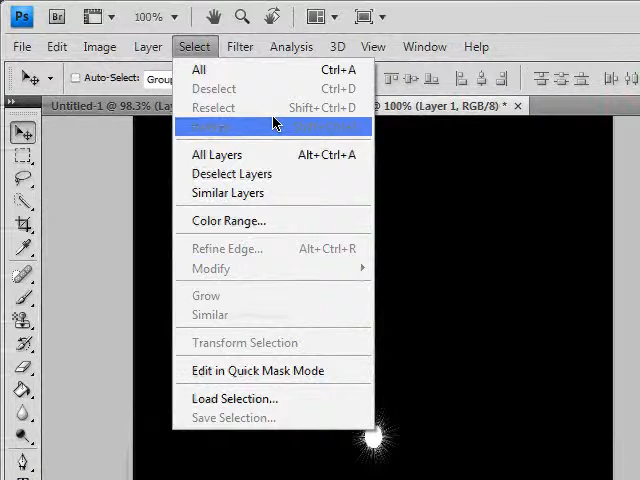 Ps Br 100%
File Edit Image Layer Select Filter Analysis 3D View Window Help
Auto-Select: Group
Untitled-1 @ 98.3% (La @ 100% (Layer 1, RGB/8) * ×
All Ctrl+A
Deselect Ctrl+D
Reselect Shift+Ctrl+D
All Layers Alt+Ctrl+A
Deselect Layers
Similar Layers
Color Range...
Refine Edge... Alt+Ctrl+R
Modify
Grow
Similar
Transform Selection
Edit in Quick Mask Mode
Load Selection...
Save Selection...